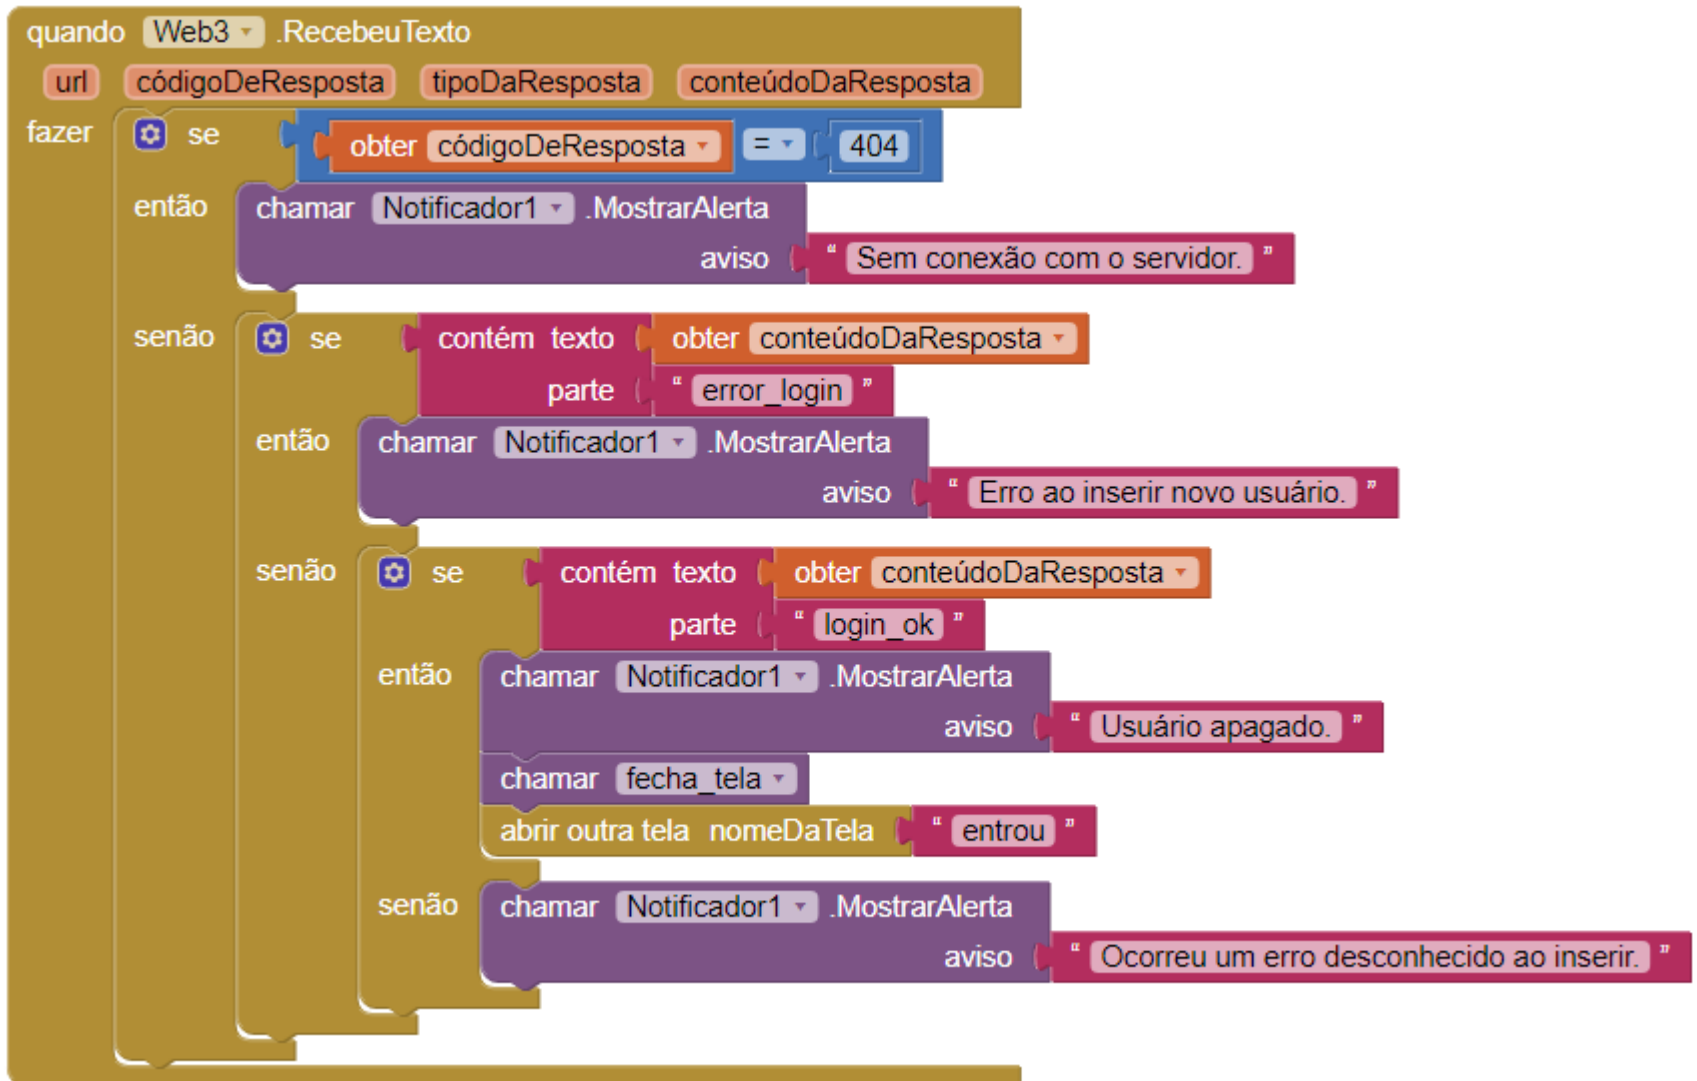 quando Web3 .RecebeuTexto
url códigoDeResposta tipoDaResposta conteúdoDaResposta
fazer se obter códigoDeResposta = 404
então chamar Notificador1 .MostrarAlerta
aviso " Sem conexão com o servidor. "
senão se contém texto obter conteúdoDaResposta
parte " error_login "
então chamar Notificador1 .MostrarAlerta
aviso " Erro ao inserir novo usuário. "
senão se contém texto obter conteúdoDaResposta
parte " login_ok "
então chamar Notificador1 .MostrarAlerta
aviso " Usuário apagado. "
chamar fecha_tela
abrir outra tela nomeDaTela " entrou "
senão chamar Notificador1 .MostrarAlerta
aviso " Ocorreu um erro desconhecido ao inserir. "